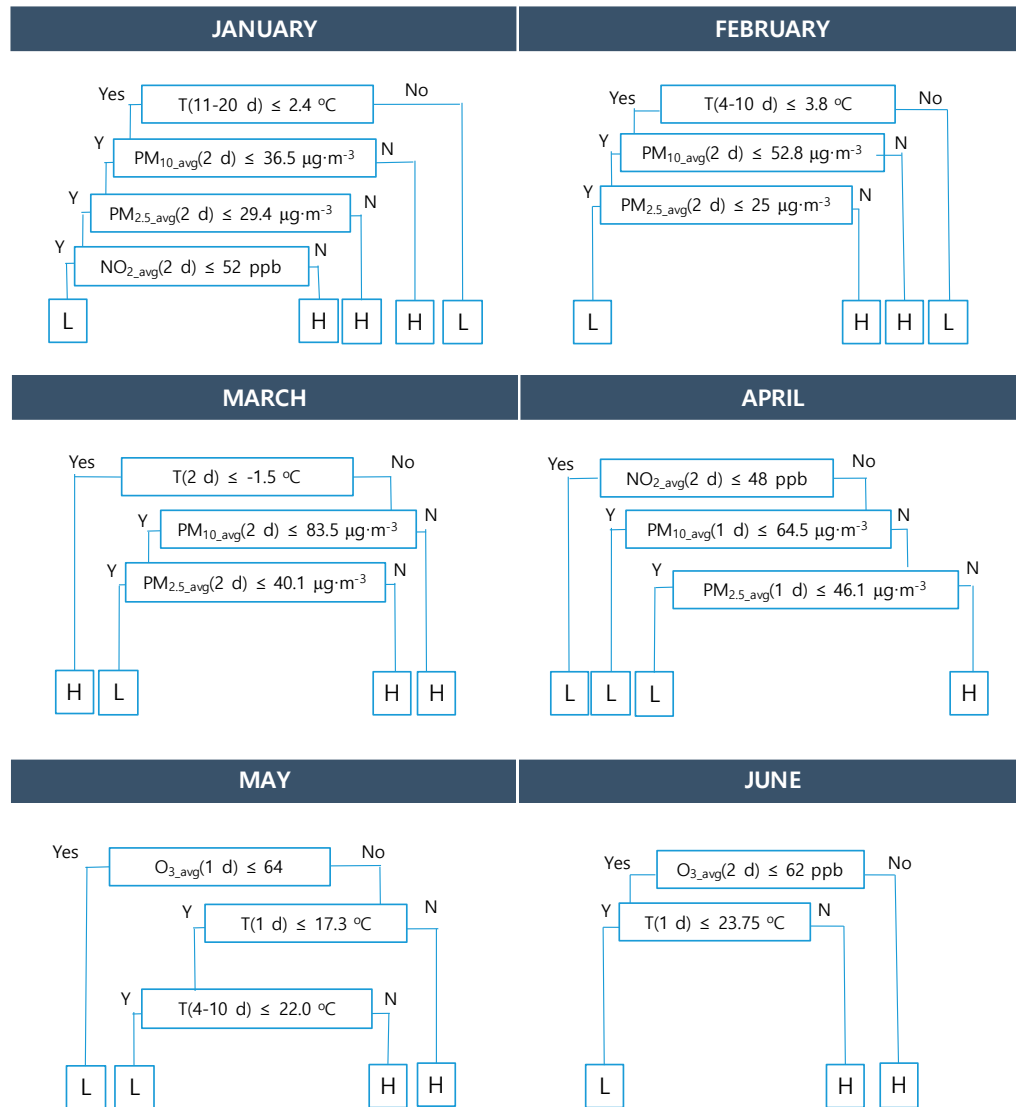 JANUARY
Yes
T(11-20 d) ≤ 2.4 ºC
No
Y
PM10_avg(2 d) ≤ 36.5 µg·m-3
N
Y
PM2.5_avg(2 d) ≤ 29.4 µg·m-3
N
Y
NO2_avg(2 d) ≤ 52 ppb
N
L H H H L
FEBRUARY
Yes
T(4-10 d) ≤ 3.8 ºC
No
Y
PM10_avg(2 d) ≤ 52.8 µg·m-3
N
Y
PM2.5_avg(2 d) ≤ 25 µg·m-3
N
L H H L
MARCH
Yes
T(2 d) ≤ -1.5 ºC
No
Y
PM10_avg(2 d) ≤ 83.5 µg·m-3
N
Y
PM2.5_avg(2 d) ≤ 40.1 µg·m-3
N
H L H H
APRIL
Yes
NO2_avg(2 d) ≤ 48 ppb
No
Y
PM10_avg(1 d) ≤ 64.5 µg·m-3
N
Y
PM2.5_avg(1 d) ≤ 46.1 µg·m-3
N
L L L H
MAY
Yes
O3_avg(1 d) ≤ 64
No
Y
T(1 d) ≤ 17.3 ºC
N
Y
T(4-10 d) ≤ 22.0 ºC
N
L L H H
JUNE
Yes
O3_avg(2 d) ≤ 62 ppb
No
Y
T(1 d) ≤ 23.75 ºC
N
L H H